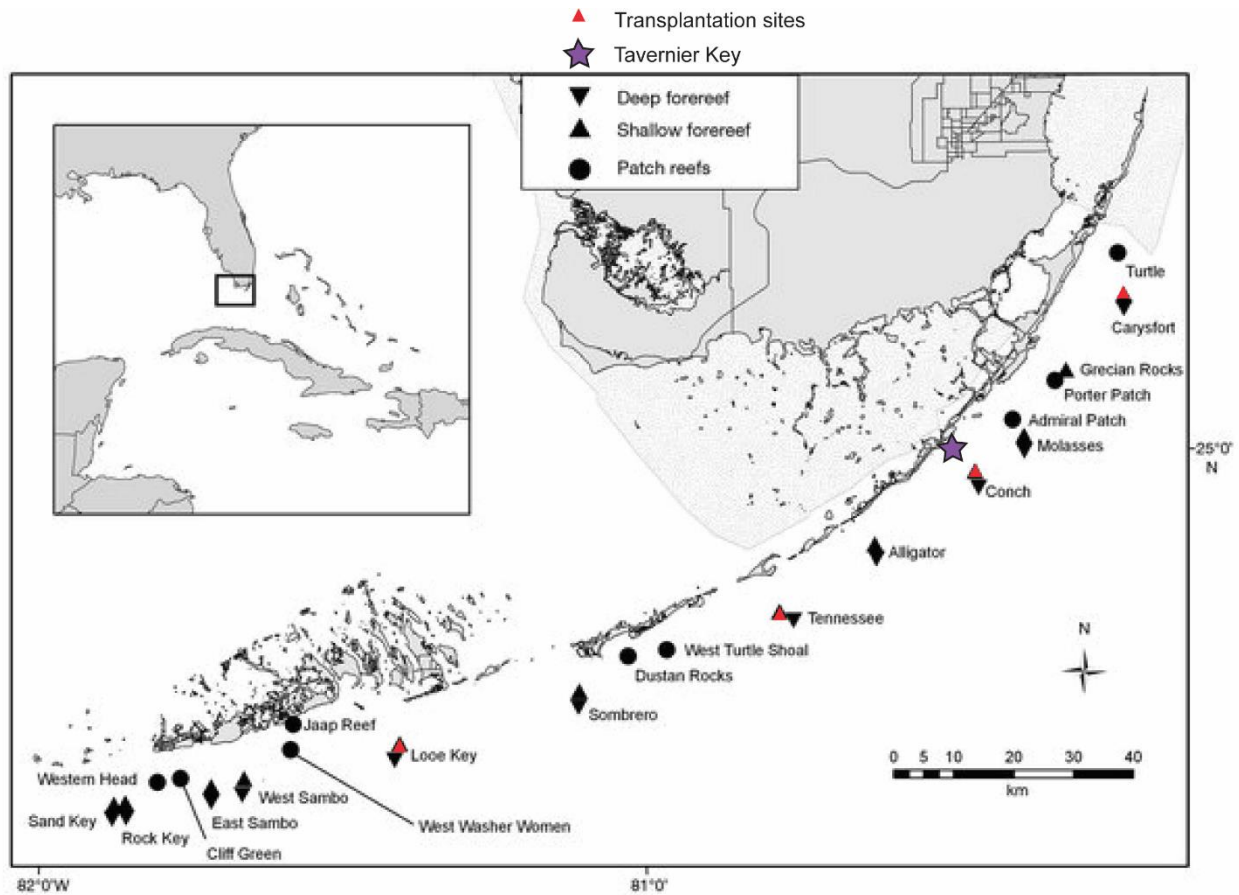 Transplantation sites
Tavernier Key
Deep forereef
Shallow forereef
Patch reefs
Turtle
Carysfort
Grecian Rocks
Porter Patch
Admiral Patch
Molasses
25°0'
N
Conch
Alligator
Tennessee
N
West Turtle Shoal
Dustan Rocks
Sombrero
Jaap Reef
Looe Key
Western Head
West Sambo
Sand Key
East Sambo
West Washer Women
Rock Key
Cliff Green
0 5 10 20 30 40
km
82°0'W
81°0'